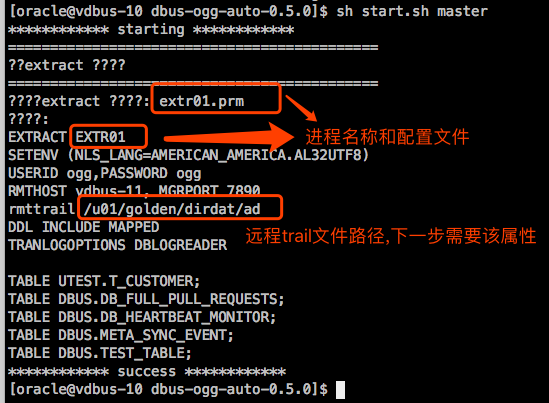 [oracle@vdbus-10 dbus-ogg-auto-0.5.0]$ sh start.sh master
************ starting ************
==========================================
??extract ????
==========================================
????extract ????: extr01.prm
????:
EXTRACT EXTR01
进程名称和配置文件
SETENV (NLS_LANG=AMERICAN_AMERICA.AL32UTF8)
USERID ogg,PASSWORD ogg
RMTHOST vdbus-11, MGRPORT 7890
rmttrail /u01/golden/dirdat/ad
DDL INCLUDE MAPPED
远程trail文件路径,下一步需要该属性
TRANLOGOPTIONS DBLOGREADER
TABLE UTEST.T_CUSTOMER;
TABLE DBUS.DB_FULL_PULL_REQUESTS;
TABLE DBUS.DB_HEARTBEAT_MONITOR;
TABLE DBUS.META_SYNC_EVENT;
TABLE DBUS.TEST_TABLE;
************ success ************
[oracle@vdbus-10 dbus-ogg-auto-0.5.0]$